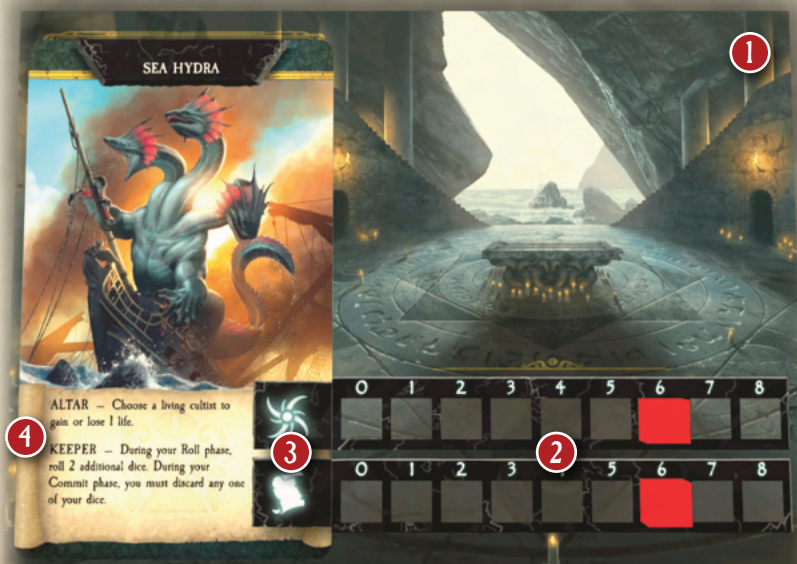 1
SEA HYDRA
ALTAR – Choose a living cultist to
gain or lose 1 life.
4
KEEPER – During your Roll phase,
roll 2 additional dice. During your
Commit phase, you must discard any one
of your dice.
3
0 1 2 3 4 5 6 7 8
2
0 1 2 3 4 5 6 7 8